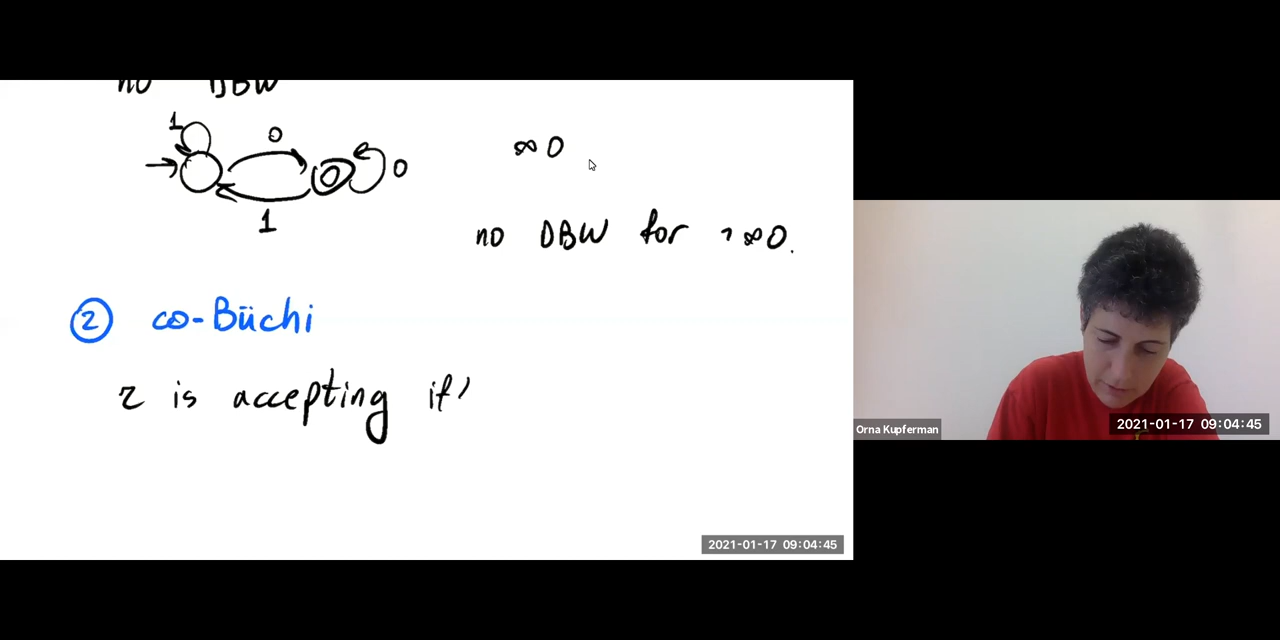 no DBW
1
0
∞ 0
0
1
no DBW for ¬∞0.
② co-Büchi
r is accepting if
Orna Kupferman
2021-01-17 09:04:45
2021-01-17 09:04:45